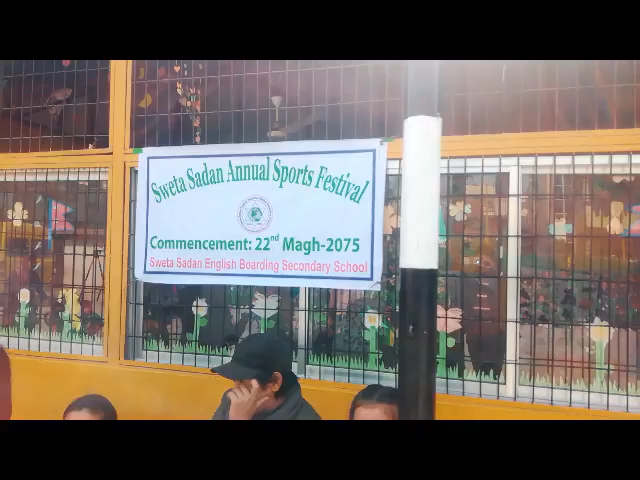 Sweta Sadan Annual Sports Festival
Commencement: 22nd Magh-2075
Sweta Sadan English Boarding Secondary School